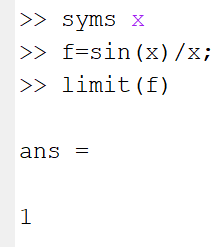 >> syms x
>> f=sin(x)/x;
>> limit(f)
ans =
1